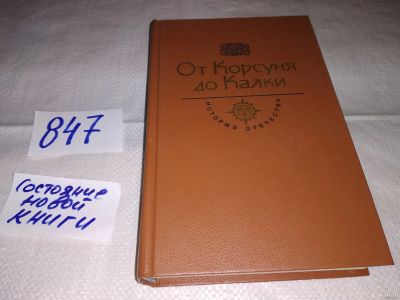 От Корсуня
до Калки
ИСТОРИЯ ОТЕЧЕСТВА
847
Состояние
новой
книги